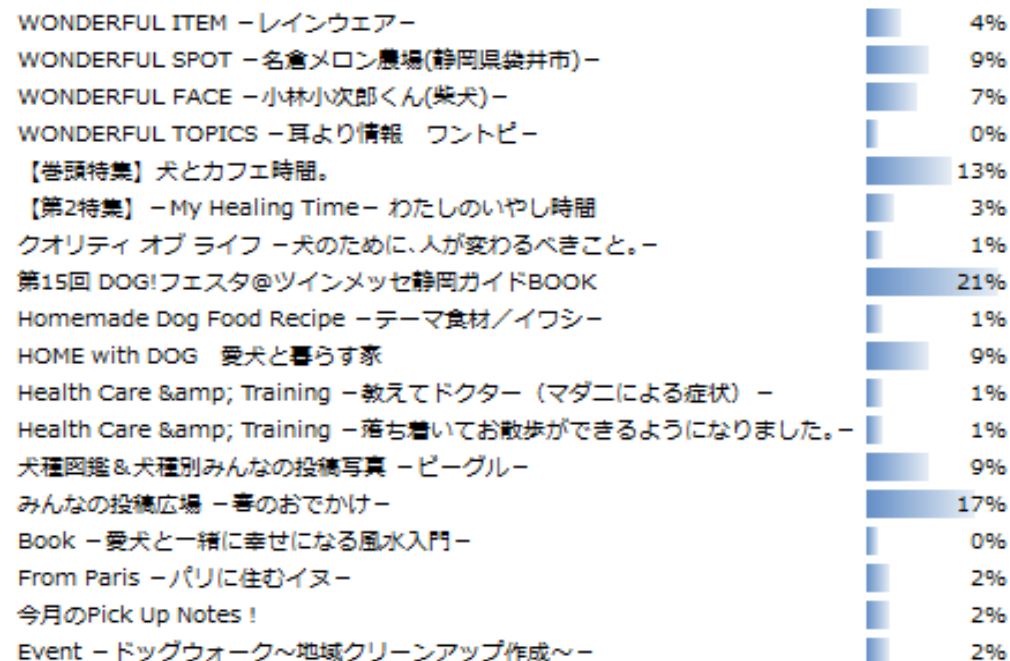 WONDERFUL ITEM －レインウェア－ 4%
WONDERFUL SPOT －名倉メロン農場(静岡県袋井市)－ 9%
WONDERFUL FACE －小林小次郎くん(柴犬)－ 7%
WONDERFUL TOPICS －耳より情報　ワントピ－ 0%
【巻頭特集】犬とカフェ時間。 13%
【第2特集】－My Healing Time－ わたしのいやし時間 3%
クオリティ オブ ライフ －犬のために、人が変わるべきこと。－ 1%
第15回 DOG!フェスタ@ツインメッセ静岡ガイドBOOK 21%
Homemade Dog Food Recipe －テーマ食材／イワシ－ 1%
HOME with DOG　愛犬と暮らす家 9%
Health Care &amp; Training －教えてドクター（マダニによる症状）－ 1%
Health Care &amp; Training －落ち着いてお散歩ができるようになりました。－ 1%
犬種図鑑＆犬種別みんなの投稿写真 －ビーグル－ 9%
みんなの投稿広場 －春のおでかけ－ 17%
Book －愛犬と一緒に幸せになる風水入門－ 0%
From Paris －パリに住むイヌ－ 2%
今月のPick Up Notes！ 2%
Event －ドッグウォーク～地域クリーンアップ作成～－ 2%